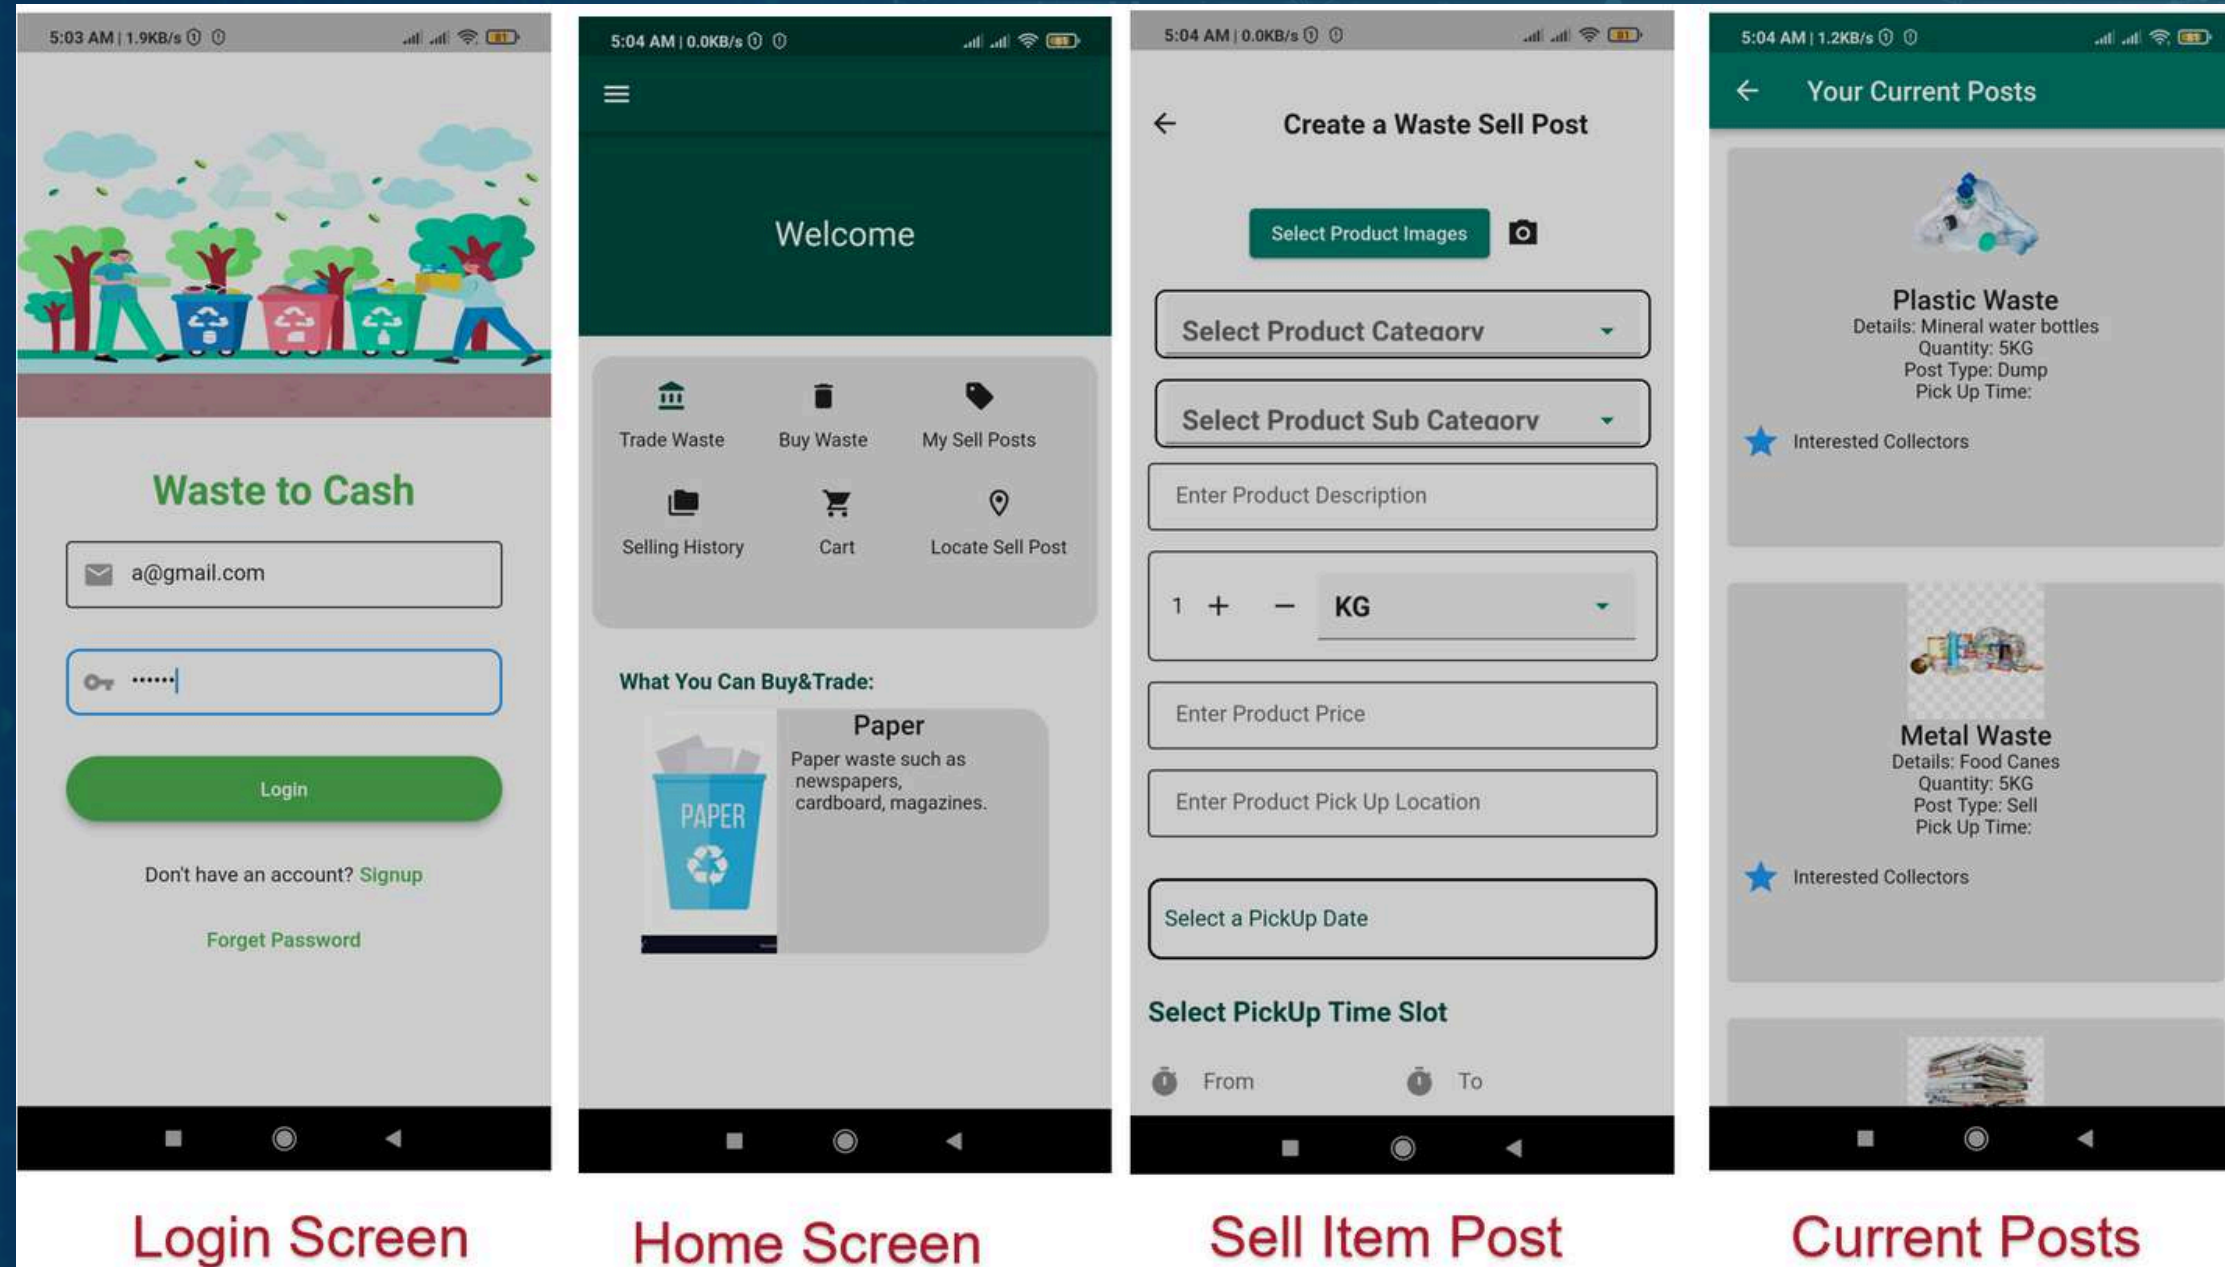 5:03 AM | 1.9KB/s
81
Waste to Cash
a@gmail.com
••••••
Login
Don't have an account? Signup
Forget Password
Login Screen
5:04 AM | 0.0KB/s
81
Welcome
Trade Waste
Buy Waste
My Sell Posts
Selling History
Cart
Locate Sell Post
What You Can Buy&Trade:
PAPER
Paper
Paper waste such as
newspapers,
cardboard, magazines.
Home Screen
5:04 AM | 0.0KB/s
81
Create a Waste Sell Post
Select Product Images
Select Product Category
Select Product Sub Category
Enter Product Description
1 + − KG
Enter Product Price
Enter Product Pick Up Location
Select a PickUp Date
Select PickUp Time Slot
From
To
Sell Item Post
5:04 AM | 1.2KB/s
81
Your Current Posts
Plastic Waste
Details: Mineral water bottles
Quantity: 5KG
Post Type: Dump
Pick Up Time:
Interested Collectors
Metal Waste
Details: Food Canes
Quantity: 5KG
Post Type: Sell
Pick Up Time:
Interested Collectors
Current Posts